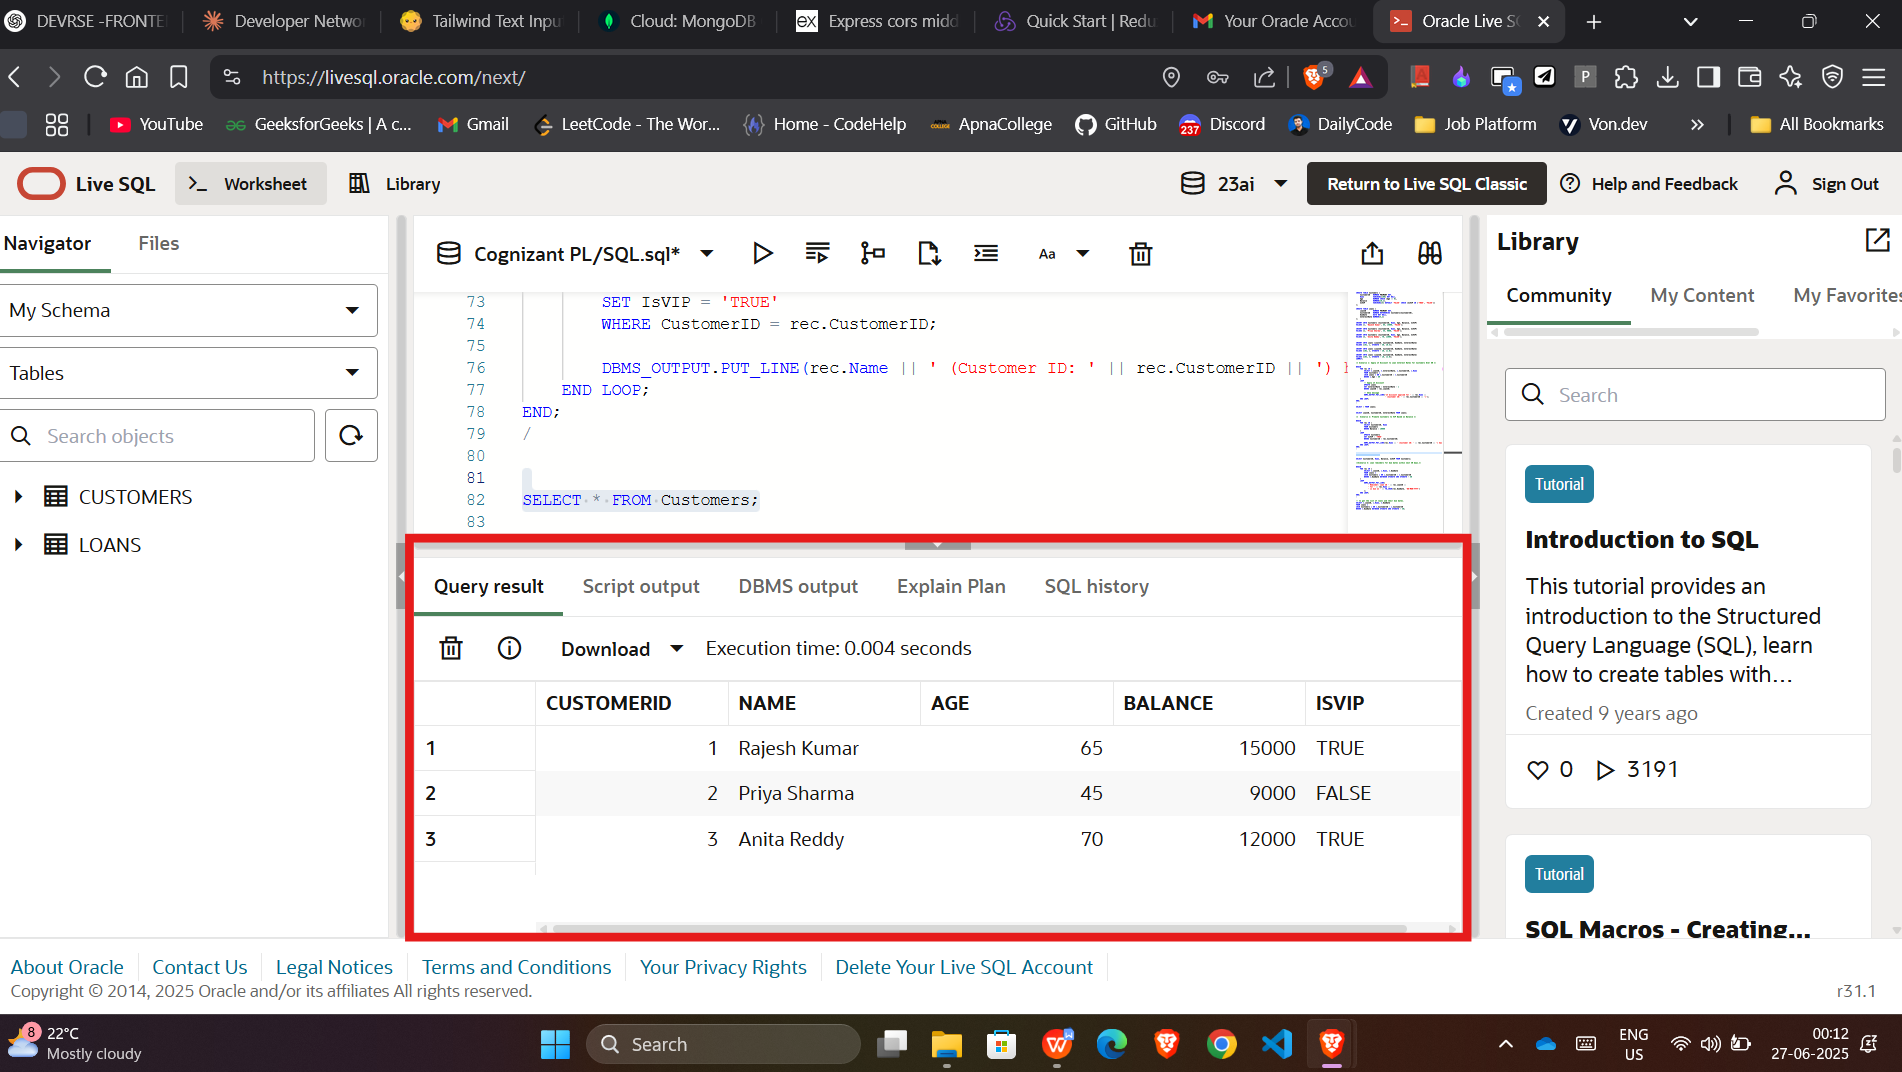 DEVRSE -FRONTE
Developer Netwo
Tailwind Text Inpu
Cloud: MongoDB
Express cors midd
Quick Start | Redu
Your Oracle Accou
Oracle Live S
https://livesql.oracle.com/next/
5
YouTube
GeeksforGeeks | A c...
Gmail
LeetCode - The Wor...
Home - CodeHelp
ApnaCollege
GitHub
237
Discord
DailyCode
Job Platform
Von.dev
All Bookmarks
Live SQL
Worksheet
Library
23ai
Return to Live SQL Classic
Help and Feedback
Sign Out
Navigator
Files
My Schema
Tables
Search objects
CUSTOMERS
LOANS
Cognizant PL/SQL.sql*
Aa
73 SET IsVIP = 'TRUE'
74 WHERE CustomerID = rec.CustomerID;
75
76 DBMS_OUTPUT.PUT_LINE(rec.Name || ' (Customer ID: ' || rec.CustomerID || ')
77 END LOOP;
78 END;
79 /
80
81
82 SELECT * FROM Customers;
83
Query result
Script output
DBMS output
Explain Plan
SQL history
Download
Execution time: 0.004 seconds
CUSTOMERID NAME AGE BALANCE ISVIP
1 1 Rajesh Kumar 65 15000 TRUE
2 2 Priya Sharma 45 9000 FALSE
3 3 Anita Reddy 70 12000 TRUE
Library
Community
My Content
My Favorites
Search
Tutorial
Introduction to SQL
This tutorial provides an
introduction to the Structured
Query Language (SQL), learn
how to create tables with...
Created 9 years ago
0
3191
Tutorial
SQL Macros - Creating...
About Oracle
Contact Us
Legal Notices
Terms and Conditions
Your Privacy Rights
Delete Your Live SQL Account
Copyright © 2014, 2025 Oracle and/or its affiliates All rights reserved.
r31.1
8
22°C
Mostly cloudy
Search
ENG
US
00:12
27-06-2025